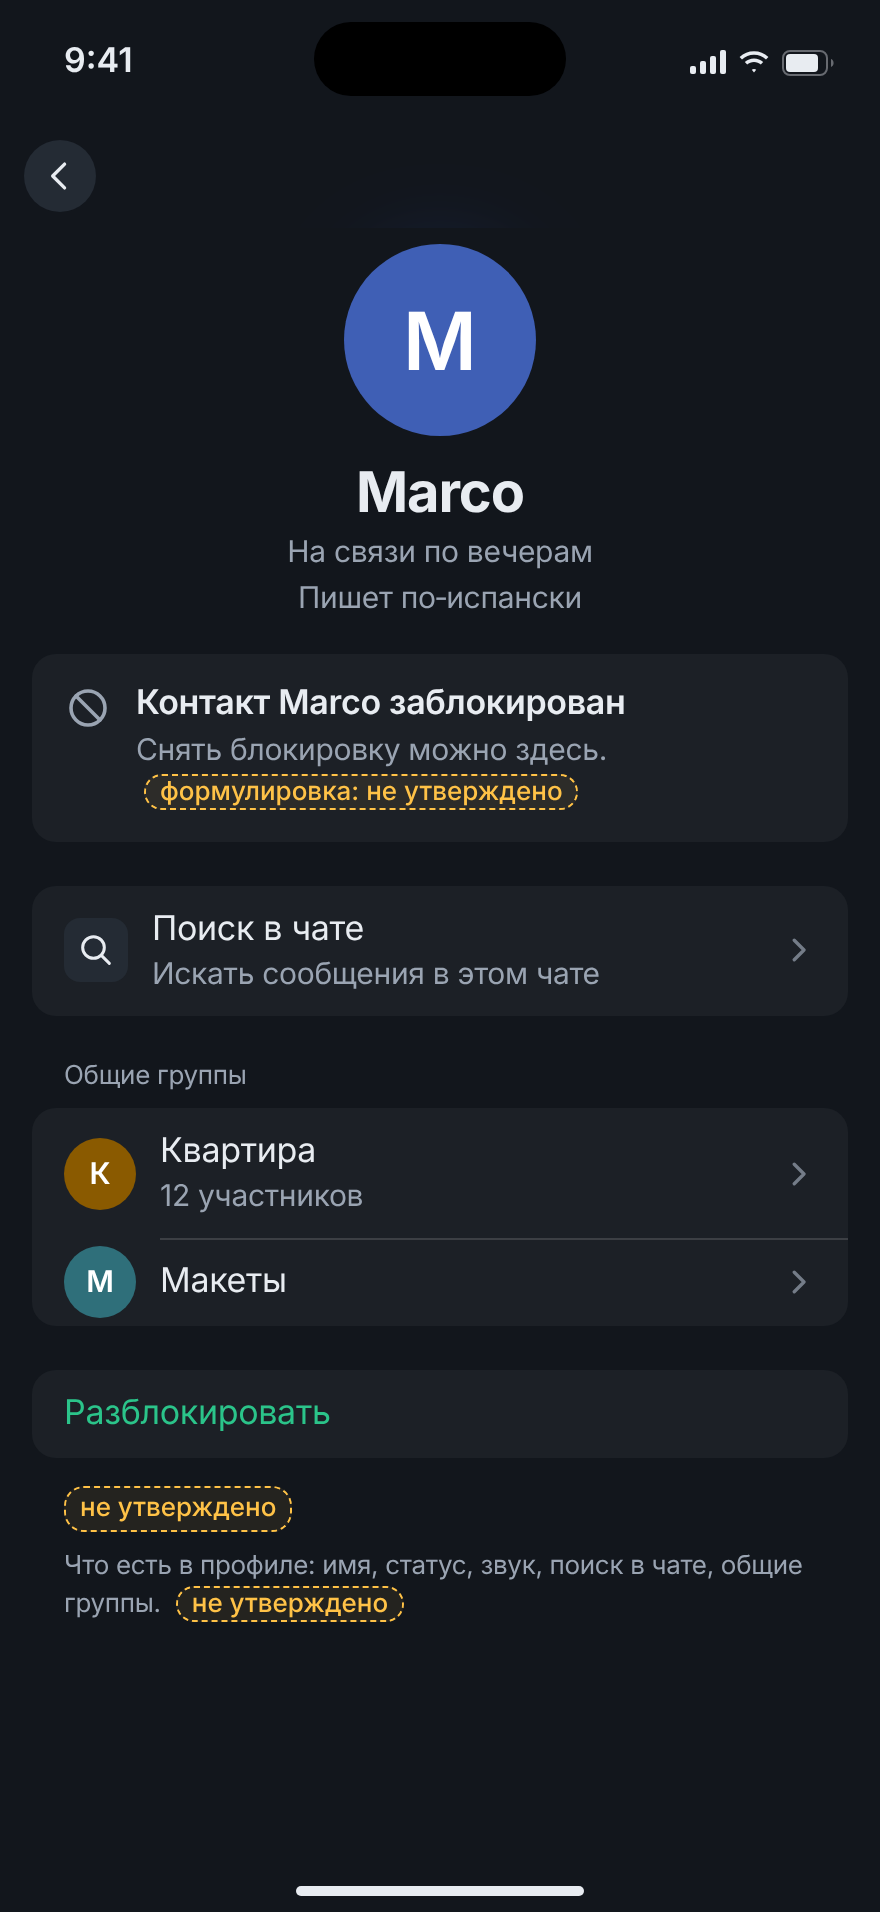 9:41
M
Marco
На связи по вечерам
Пишет по-испански
Контакт Marco заблокирован
Снять блокировку можно здесь.
формулировка: не утверждено
Поиск в чате
Искать сообщения в этом чате
Общие группы
К
Квартира
12 участников
М
Макеты
Разблокировать
не утверждено
Что есть в профиле: имя, статус, звук, поиск в чате, общие
группы. не утверждено